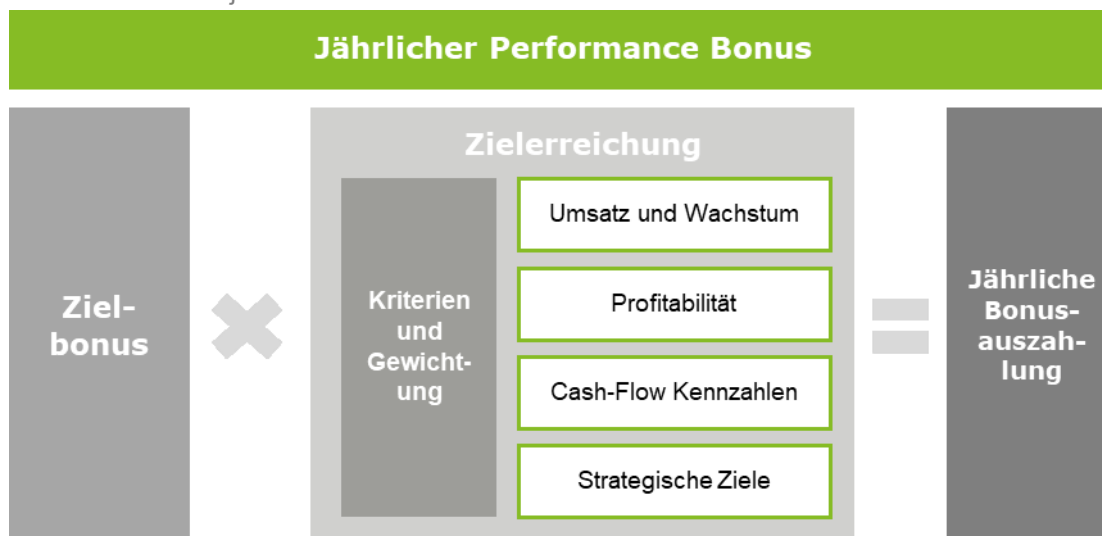 Jährlicher Performance Bonus
Ziel-
bonus
Zielerreichung
Kriterien
und
Gewicht-
ung
Umsatz und Wachstum
Profitabilität
Cash-Flow Kennzahlen
Strategische Ziele
Jährliche
Bonus-
auszah-
lung